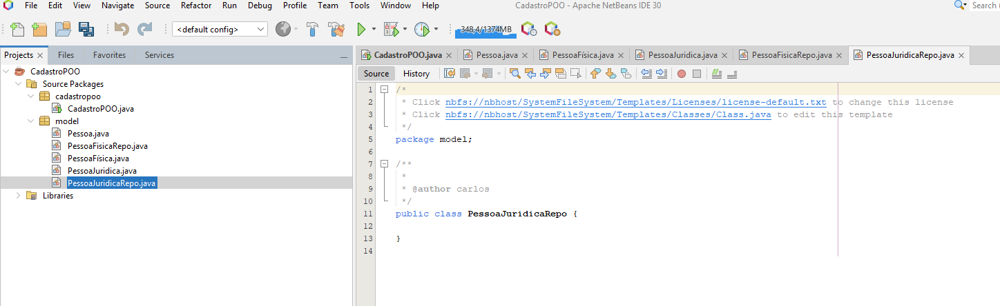 File Edit View Navigate Source Refactor Run Debug Profile Team Tools Window Help CadastroPOO - Apache NetBeans IDE 30 Search (
<default config> 348,4/1374MB
Projects Files Favorites Services
CadastroPOO
Source Packages
cadastropoo
CadastroPOO.java
model
Pessoa.java
PessoaFisicaRepo.java
PessoaFísica.java
PessoaJuridica.java
PessoaJuridicaRepo.java
Libraries
CadastroPOO.java Pessoa.java PessoaFísica.java PessoaJuridica.java PessoaFisicaRepo.java PessoaJuridicaRepo.java
Source History
1 /*
2 * Click nbfs://nbhost/SystemFileSystem/Templates/Licenses/license-default.txt to change this license
3 * Click nbfs://nbhost/SystemFileSystem/Templates/Classes/Class.java to edit this template
4 */
5 package model;
6
7 /**
8 *
9 * @author carlos
10 */
11 public class PessoaJuridicaRepo {
12
13 }
14